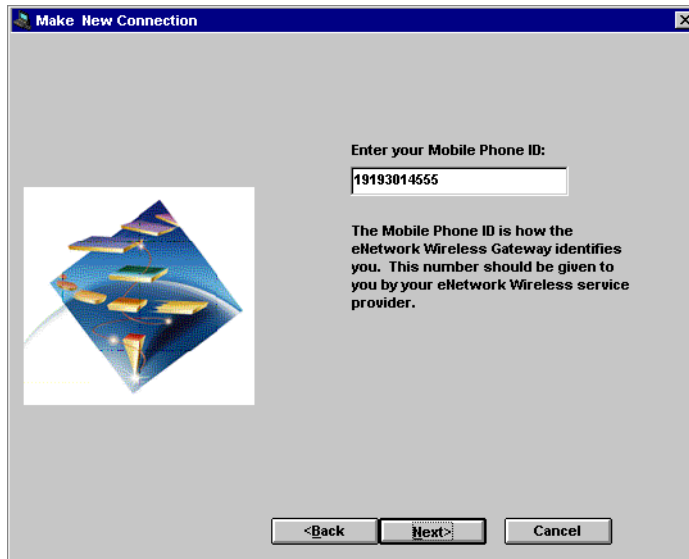 Make New Connection
Enter your Mobile Phone ID:
19193014555
The Mobile Phone ID is how the
eNetwork Wireless Gateway identifies
you. This number should be given to
you by your eNetwork Wireless service
provider.
<Back
Next>
Cancel